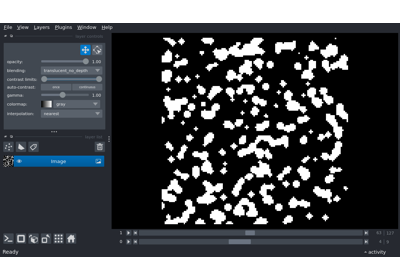 File View Layers Plugins Window Help
opacity: 1.00
blending: translucent_no_depth
contrast limits:
auto-contrast: once continuous
gamma: 1.00
colormap: gray
interpolation: nearest
Image
1
0
Ready
activity